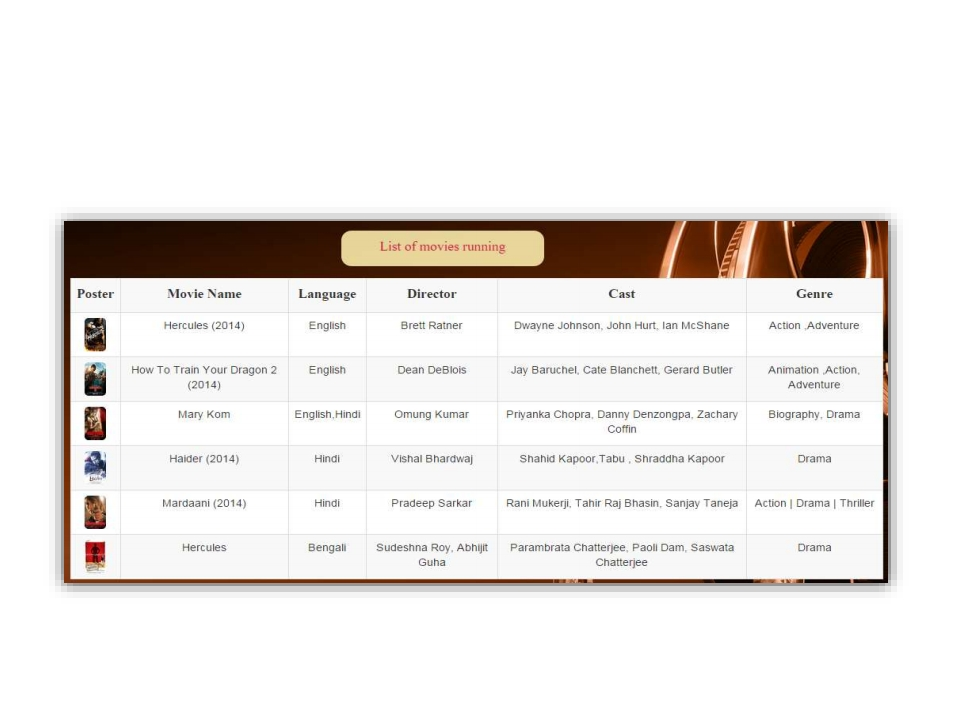 List of movies running
Poster Movie Name Language Director Cast Genre
Hercules (2014) English Brett Ratner Dwayne Johnson, John Hurt, Ian McShane Action ,Adventure
How To Train Your Dragon 2 English Dean DeBlois Jay Baruchel, Cate Blanchett, Gerard Butler Animation ,Action,
(2014) Adventure
Mary Kom English,Hindi Omung Kumar Priyanka Chopra, Danny Denzongpa, Zachary Biography, Drama
Coffin
Haider (2014) Hindi Vishal Bhardwaj Shahid Kapoor,Tabu , Shraddha Kapoor Drama
Mardaani (2014) Hindi Pradeep Sarkar Rani Mukerji, Tahir Raj Bhasin, Sanjay Taneja Action | Drama | Thriller
Hercules Bengali Sudeshna Roy, Abhijit Parambrata Chatterjee, Paoli Dam, Saswata Drama
Guha Chatterjee